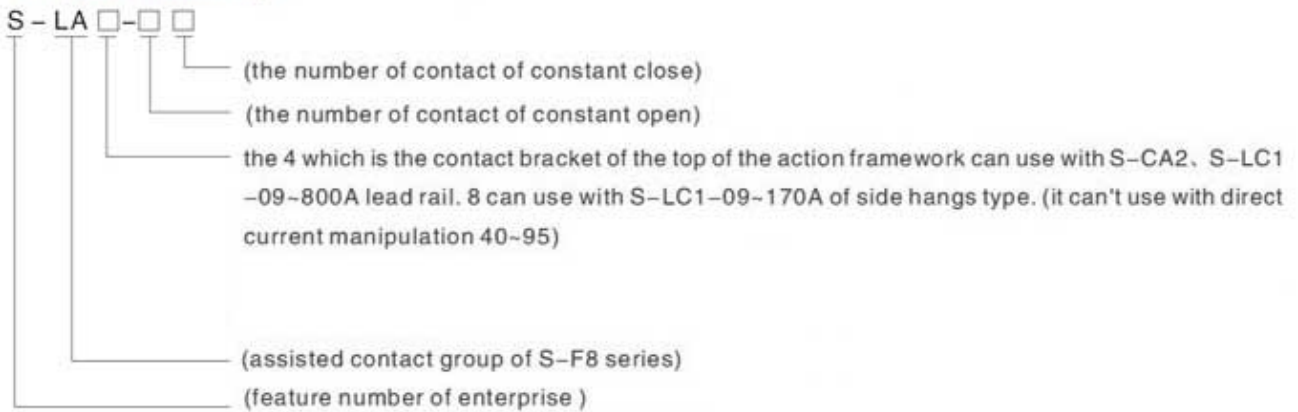 S-LA□-□□
(the number of contact of constant close)
(the number of contact of constant open)
the 4 which is the contact bracket of the top of the action framework can use with S-CA2、S-LC1
-09~800A lead rail. 8 can use with S-LC1-09~170A of side hangs type. (it can't use with direct
current manipulation 40~95)
(assisted contact group of S-F8 series)
(feature number of enterprise )